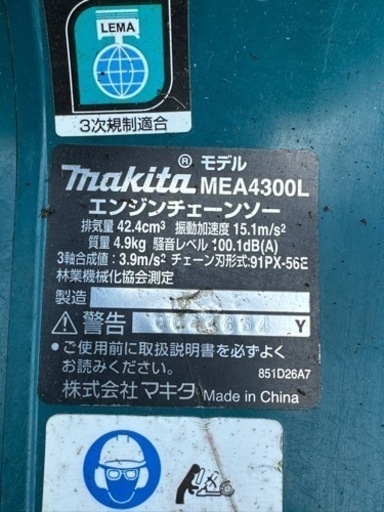 LEMA
3次規制適合
makita® モデル MEA4300L
エンジンチェーンソー
排気量 42.4cm³ 振動加速度 15.1m/s²
質量 4.9kg 騒音レベル 100.1dB(A)
3軸合成値:3.9m/s² チェーン刃形式:91PX-56E
林業機械化協会測定
製造
警告 Y
●ご使用前に取扱説明書を必ずよく
お読みください。 851D26A7
株式会社 マキタ Made in China